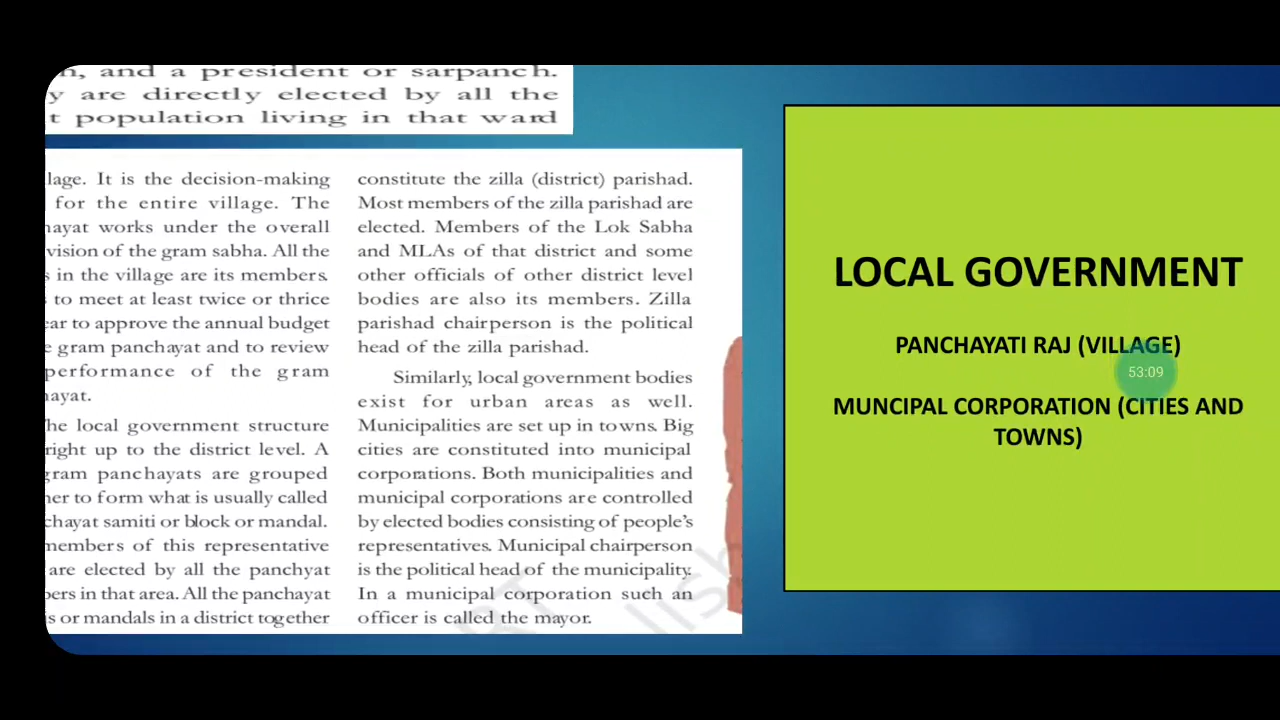 n, and a president or sarpanch.
y are directly elected by all the
t population living in that ward
lage. It is the decision-making
for the entire village. The
hayat works under the overall
vision of the gram sabha. All the
s in the village are its members.
to meet at least twice or thrice
ear to approve the annual budget
e gram panchayat and to review
performance of the gram
hayat.
he local government structure
right up to the district level. A
gram panchayats are grouped
her to form what is usually called
chayat samiti or block or mandal.
members of this representative
are elected by all the panchyat
bers in that area. All the panchayat
is or mandals in a district together
constitute the zilla (district) parishad.
Most members of the zilla parishad are
elected. Members of the Lok Sabha
and MLAs of that district and some
other officials of other district level
bodies are also its members. Zilla
parishad chairperson is the political
head of the zilla parishad.
Similarly, local government bodies
exist for urban areas as well.
Municipalities are set up in towns. Big
cities are constituted into municipal
corporations. Both municipalities and
municipal corporations are controlled
by elected bodies consisting of people's
representatives. Municipal chairperson
is the political head of the municipality.
In a municipal corporation such an
officer is called the mayor.
LOCAL GOVERNMENT
PANCHAYATI RAJ (VILLAGE)
53:09
MUNCIPAL CORPORATION (CITIES AND
TOWNS)